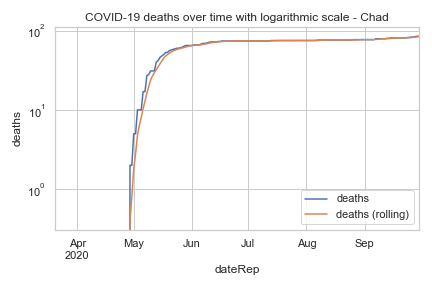 COVID-19 deaths over time with logarithmic scale - Chad
10²
10¹
10⁰
deaths
deaths
deaths (rolling)
Apr May Jun Jul Aug Sep
2020
dateRep